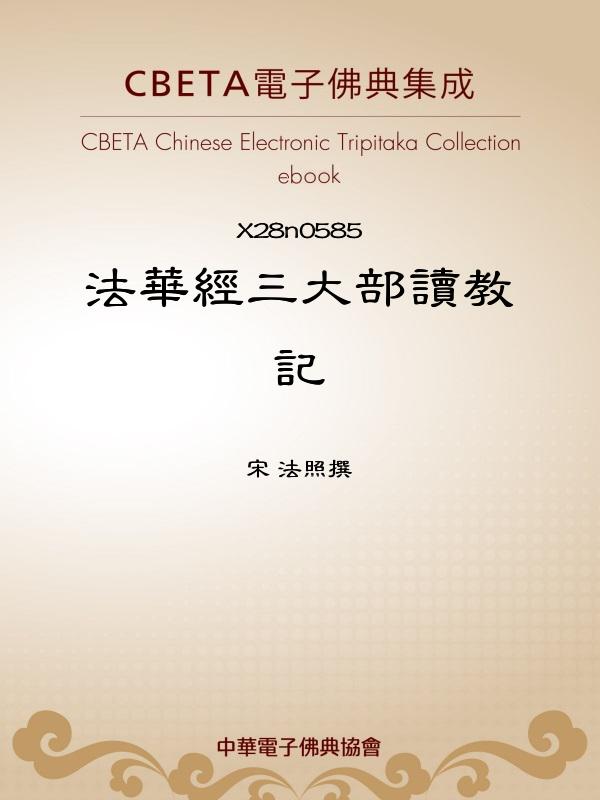 CBETA電子佛典集成
CBETA Chinese Electronic Tripitaka Collection
ebook
X28n0585
法華經三大部讀教
記
宋 法照撰
中華電子佛典協會